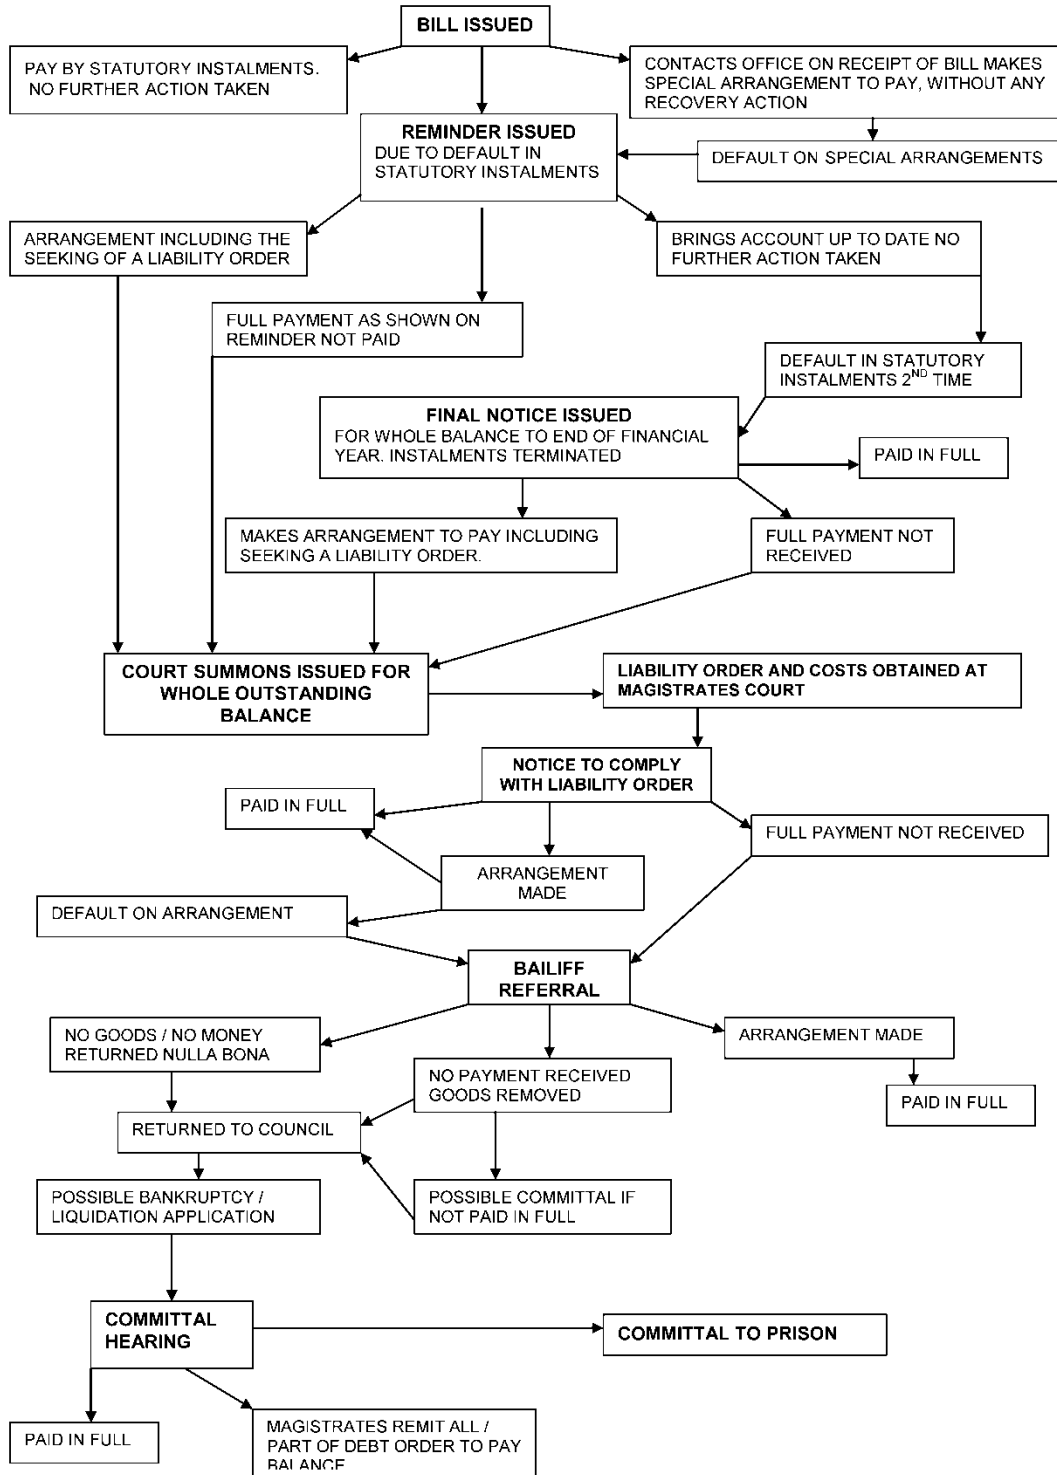 BILL ISSUED
PAY BY STATUTORY INSTALMENTS.
NO FURTHER ACTION TAKEN
CONTACTS OFFICE ON RECEIPT OF BILL MAKES
SPECIAL ARRANGEMENT TO PAY, WITHOUT ANY
RECOVERY ACTION
REMINDER ISSUED
DUE TO DEFAULT IN
STATUTORY INSTALMENTS
DEFAULT ON SPECIAL ARRANGEMENTS
ARRANGEMENT INCLUDING THE
SEEKING OF A LIABILITY ORDER
BRINGS ACCOUNT UP TO DATE NO
FURTHER ACTION TAKEN
FULL PAYMENT AS SHOWN ON
REMINDER NOT PAID
DEFAULT IN STATUTORY
INSTALMENTS 2ND TIME
FINAL NOTICE ISSUED
FOR WHOLE BALANCE TO END OF FINANCIAL
YEAR. INSTALMENTS TERMINATED
PAID IN FULL
MAKES ARRANGEMENT TO PAY INCLUDING
SEEKING A LIABILITY ORDER.
FULL PAYMENT NOT
RECEIVED
COURT SUMMONS ISSUED FOR
WHOLE OUTSTANDING
BALANCE
LIABILITY ORDER AND COSTS OBTAINED AT
MAGISTRATES COURT
NOTICE TO COMPLY
WITH LIABILITY ORDER
PAID IN FULL
FULL PAYMENT NOT RECEIVED
ARRANGEMENT
MADE
DEFAULT ON ARRANGEMENT
BAILIFF
REFERRAL
NO GOODS / NO MONEY
RETURNED NULLA BONA
ARRANGEMENT MADE
NO PAYMENT RECEIVED
GOODS REMOVED
PAID IN FULL
RETURNED TO COUNCIL
POSSIBLE BANKRUPTCY /
LIQUIDATION APPLICATION
POSSIBLE COMMITTAL IF
NOT PAID IN FULL
COMMITTAL
HEARING
COMMITTAL TO PRISON
PAID IN FULL
MAGISTRATES REMIT ALL /
PART OF DEBT ORDER TO PAY
BALANCE